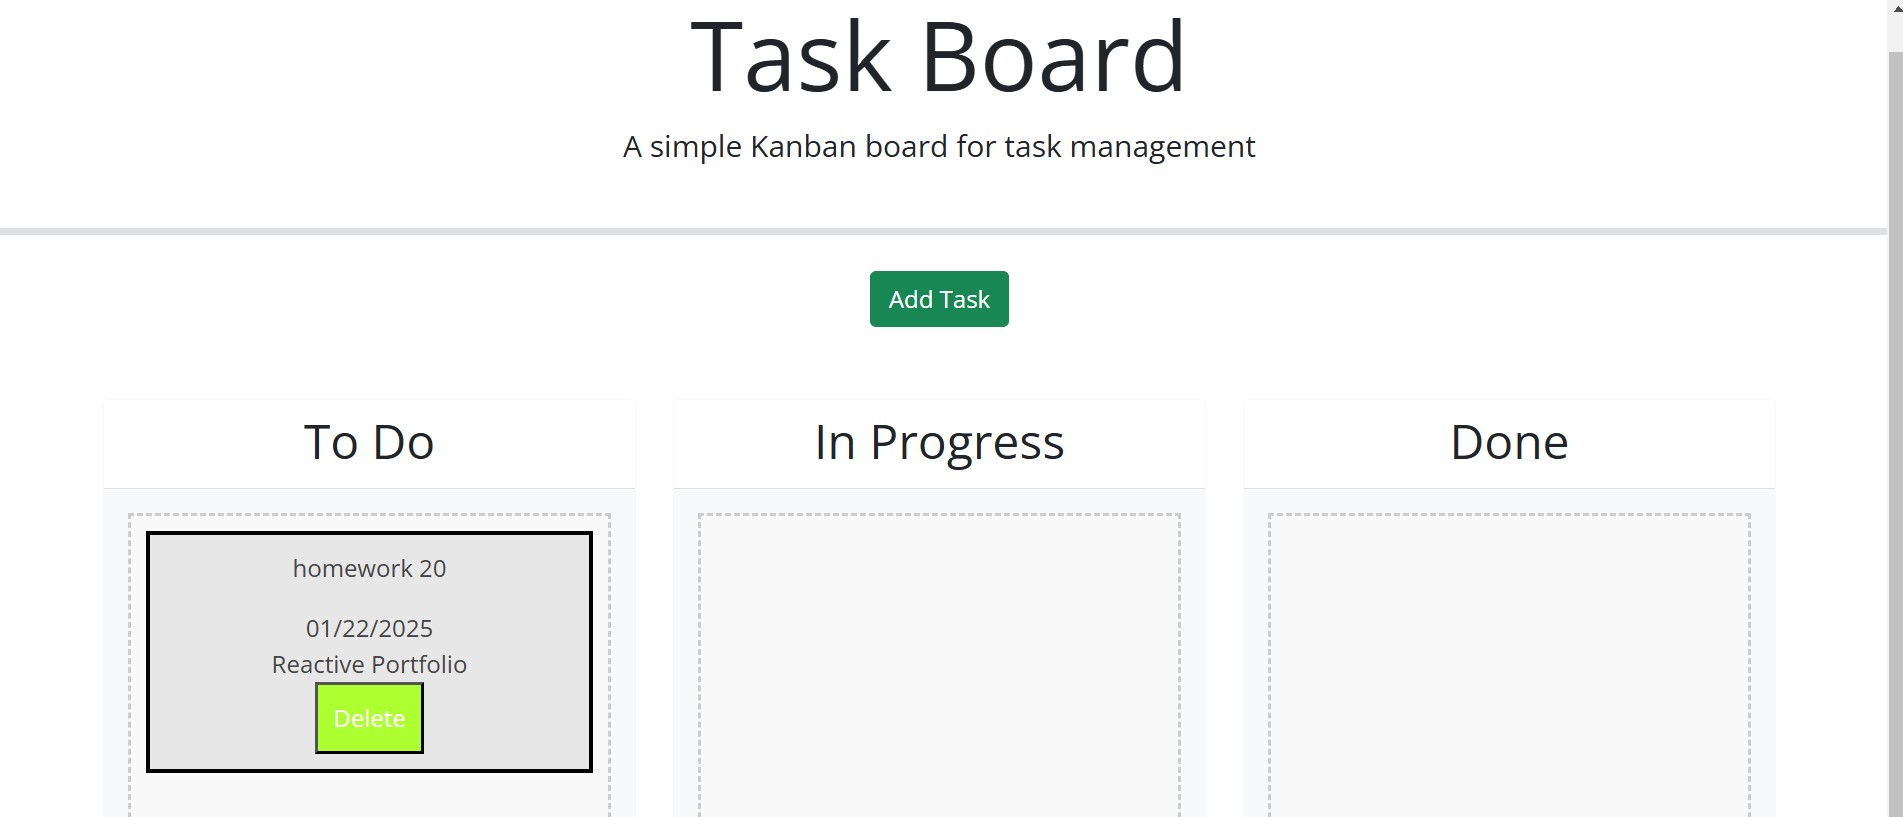 Task Board
A simple Kanban board for task management
Add Task
To Do
In Progress
Done
homework 20
01/22/2025
Reactive Portfolio
Delete